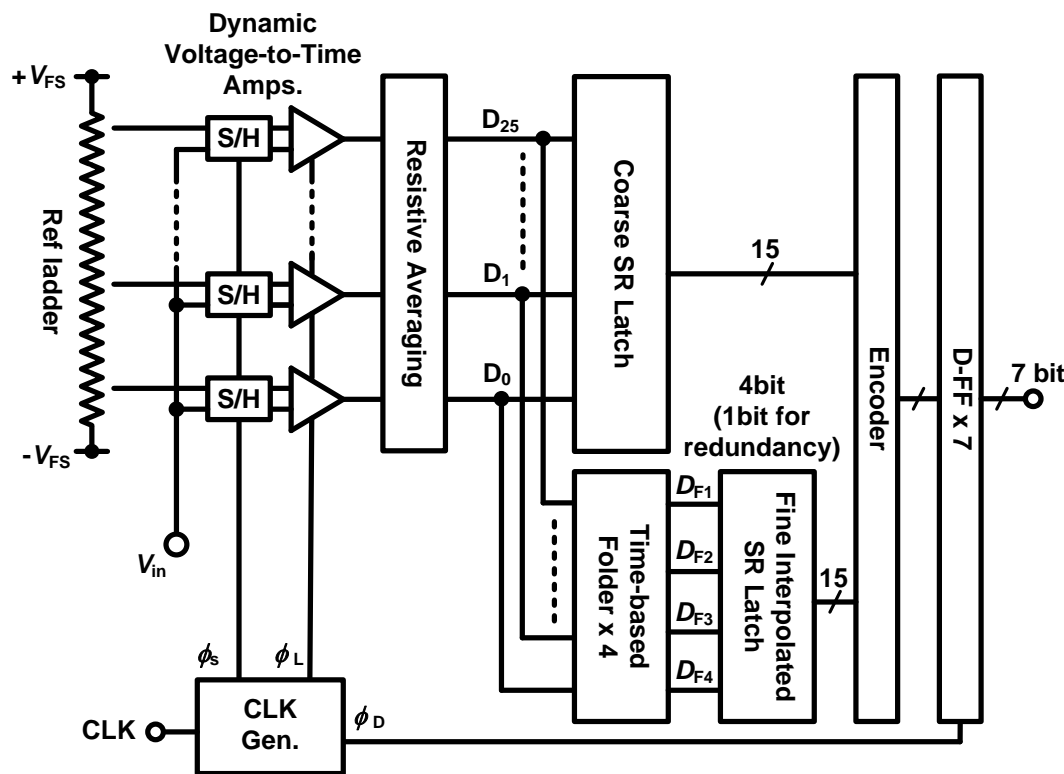 Dynamic
Voltage-to-Time
Amps.
+VFS
S/H
D25
Ref ladder
Resistive Averaging
Coarse SR Latch
15
S/H
D1
S/H
D0
Encoder
D-FF x 7
7 bit
4bit
(1bit for
redundancy)
-VFS
Vin
Time-based
Folder x 4
DF1
DF2
DF3
DF4
Fine Interpolated
SR Latch
15
ϕs
ϕL
CLK
CLK
Gen.
ϕD